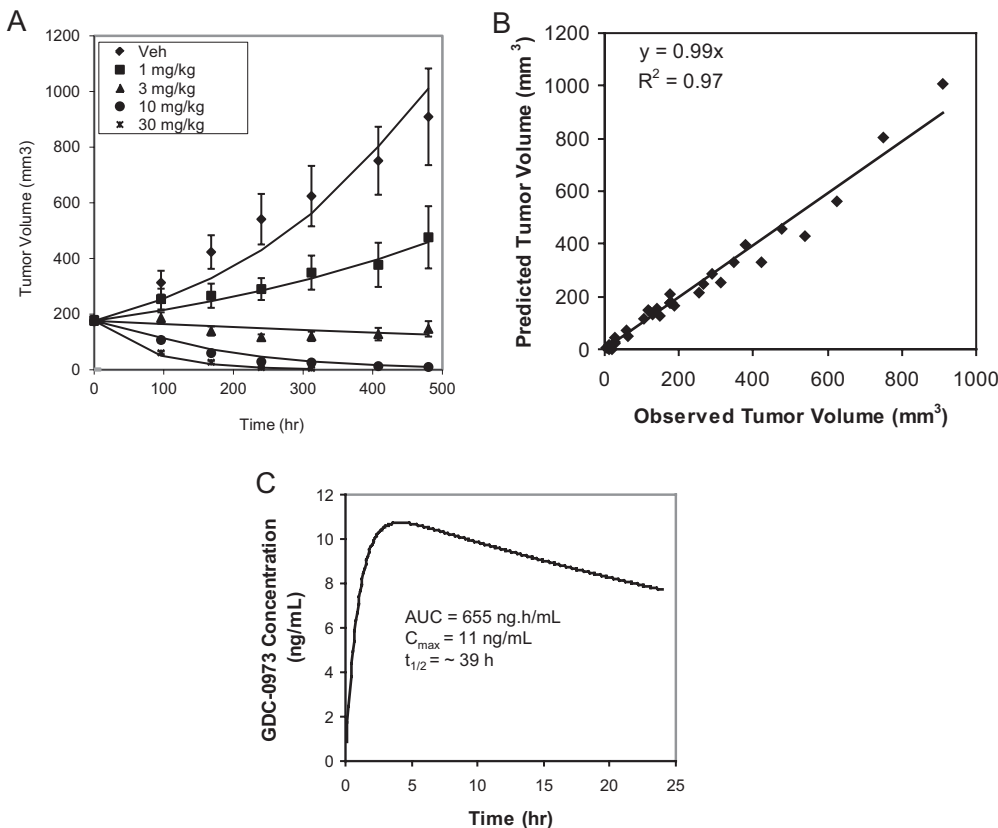 A
1200
1000
800
600
400
200
0
Tumor Volume (mm3)
Veh
1 mg/kg
3 mg/kg
10 mg/kg
30 mg/kg
0 100 200 300 400 500
Time (hr)
B
1200
1000
800
600
400
200
0
Predicted Tumor Volume (mm³)
y = 0.99x
R² = 0.97
0 200 400 600 800 1000
Observed Tumor Volume (mm³)
C
12
10
8
6
4
2
0
GDC-0973 Concentration
(ng/mL)
AUC = 655 ng.h/mL
Cmax = 11 ng/mL
t1/2 = ~ 39 h
0 5 10 15 20 25
Time (hr)